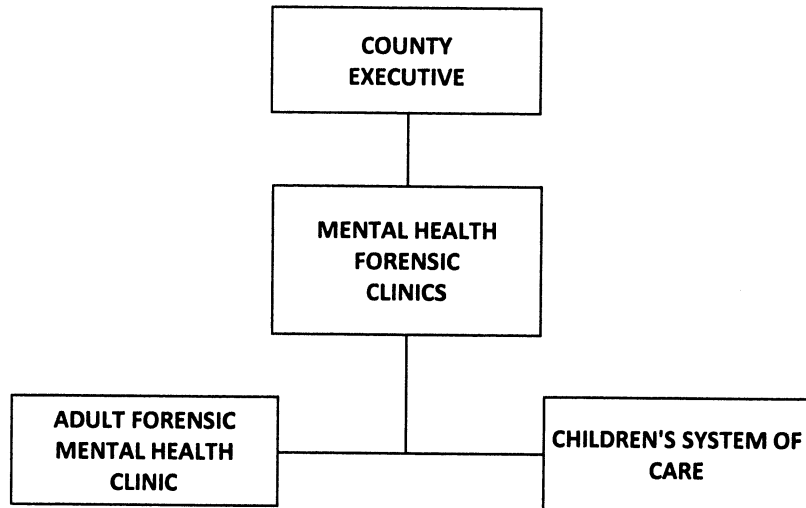 COUNTY
EXECUTIVE
MENTAL HEALTH
FORENSIC
CLINICS
ADULT FORENSIC
MENTAL HEALTH
CLINIC
CHILDREN'S SYSTEM OF
CARE